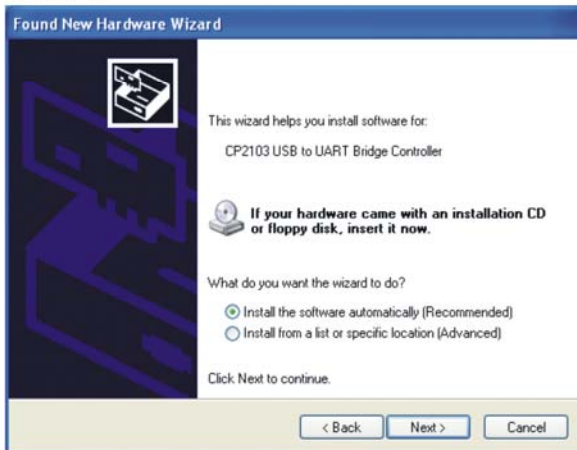 Found New Hardware Wizard
This wizard helps you install software for:
CP2103 USB to UART Bridge Controller
If your hardware came with an installation CD
or floppy disk, insert it now.
What do you want the wizard to do?
Install the software automatically (Recommended)
Install from a list or specific location (Advanced)
Click Next to continue.
< Back
Next >
Cancel